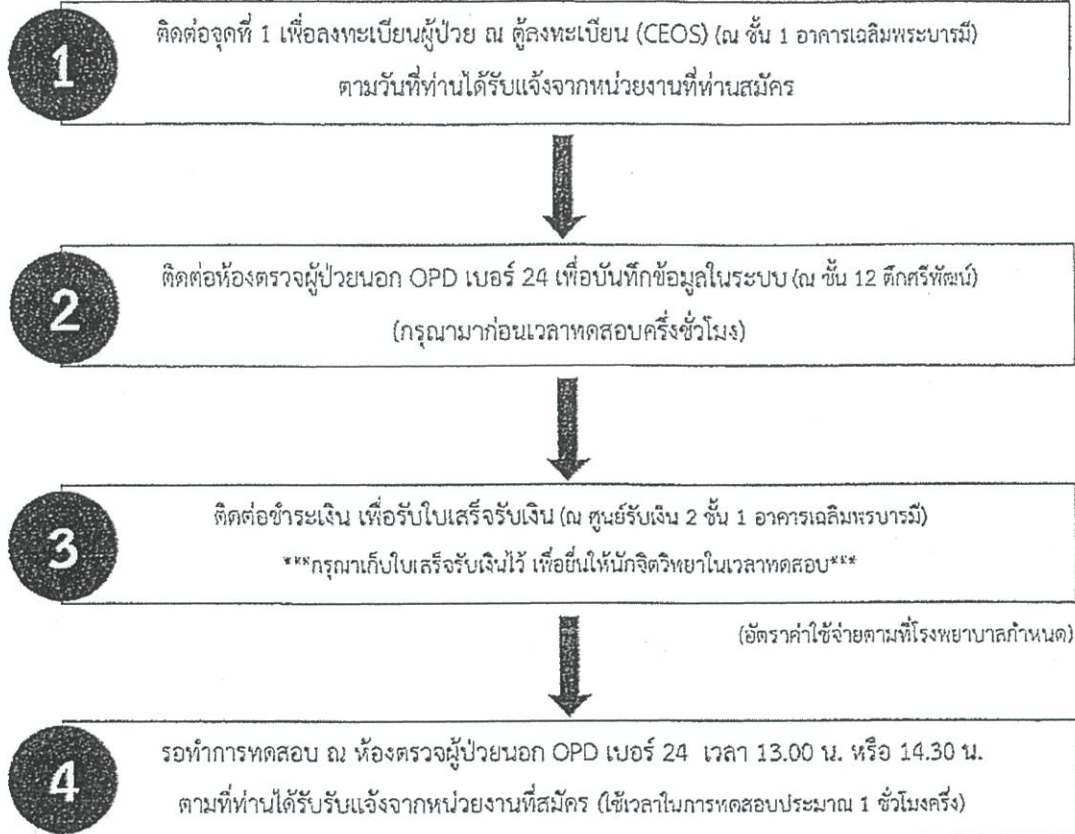 1
ติดต่อจุดที่ 1 เพื่อลงทะเบียนผู้ป่วย ณ ตู้ลงทะเบียน (CEOS) (ณ ชั้น 1 อาคารเฉลิมพระบารมี)
ตามวันที่ท่านได้รับแจ้งจากหน่วยงานที่ท่านสมัคร
2
ติดต่อห้องตรวจผู้ป่วยนอก OPD เบอร์ 24 เพื่อบันทึกข้อมูลในระบบ (ณ ชั้น 12 ตึกศรีพัฒน์)
(กรุณามาก่อนเวลาทดสอบครึ่งชั่วโมง)
3
ติดต่อชำระเงิน เพื่อรับใบเสร็จรับเงิน (ณ ศูนย์รับเงิน 2 ชั้น 1 อาคารเฉลิมพรบารมี)
***กรุณาเก็บใบเสร็จรับเงินไว้ เพื่อยื่นให้นักจิตวิทยาในเวลาทดสอบ***
(อัตราค่าใช้จ่ายตามที่โรงพยาบาลกำหนด)
4
รอทำการทดสอบ ณ ห้องตรวจผู้ป่วยนอก OPD เบอร์ 24 เวลา 13.00 น. หรือ 14.30 น.
ตามที่ท่านได้รับรับแจ้งจากหน่วยงานที่สมัคร (ใช้เวลาในการทดสอบประมาณ 1 ชั่วโมงครึ่ง)